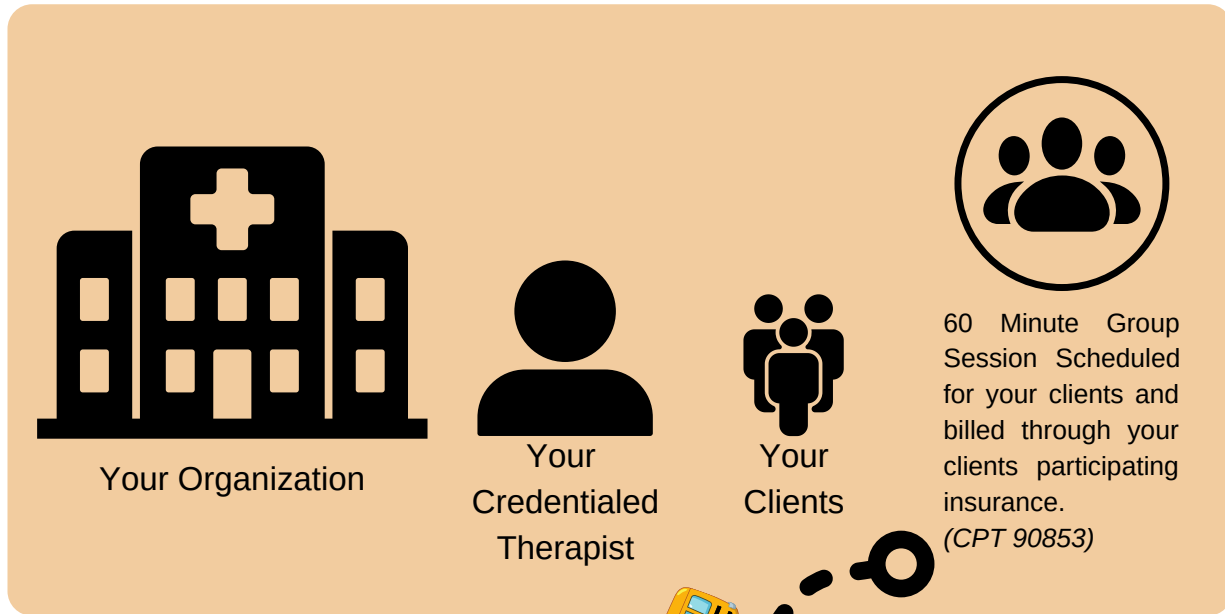 Your Organization
Your
Credentialed
Therapist
Your
Clients
60 Minute Group
Session Scheduled
for your clients and
billed through your
clients participating
insurance.
(CPT 90853)